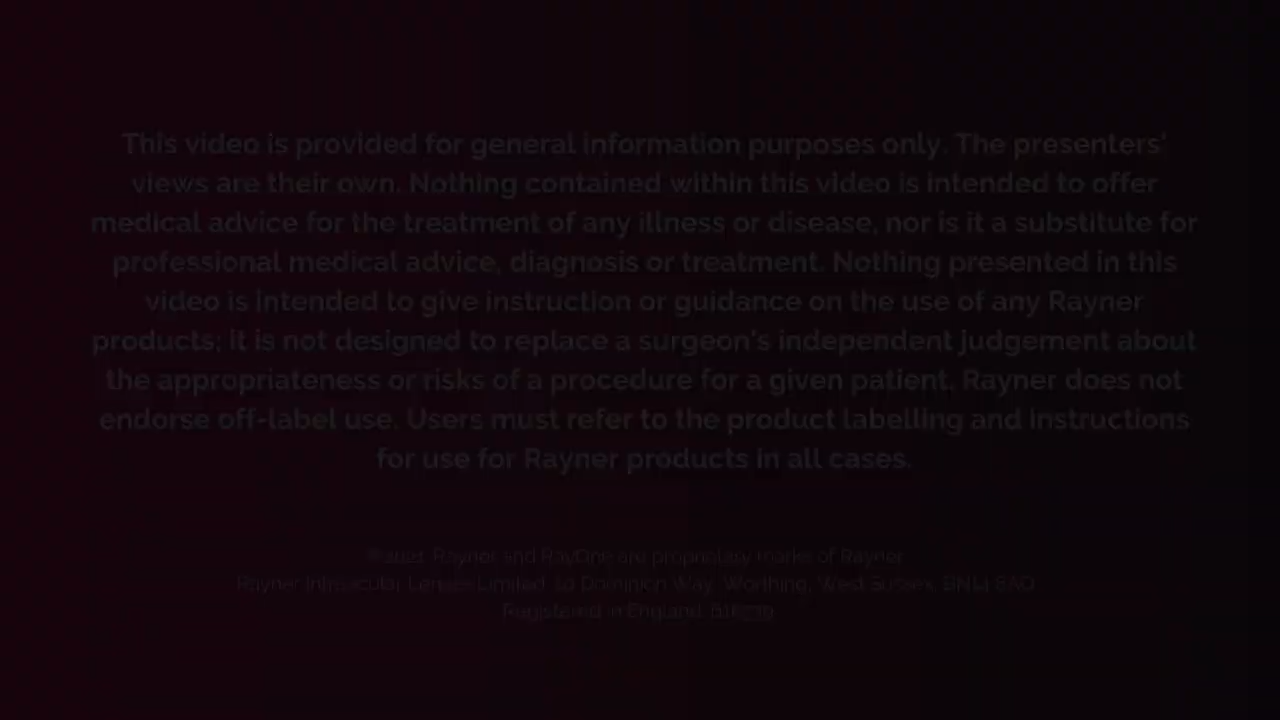 This video is provided for general information purposes only. The presenters'
views are their own. Nothing contained within this video is intended to offer
medical advice for the treatment of any illness or disease, nor is it a substitute for
professional medical advice, diagnosis or treatment. Nothing presented in this
video is intended to give instruction or guidance on the use of any Rayner
products; it is not designed to replace a surgeon's independent judgement about
the appropriateness or risks of a procedure for a given patient. Rayner does not
endorse off-label use. Users must refer to the product labelling and instructions
for use for Rayner products in all cases.
Rayner and RayOne are proprietary marks of Rayner.
Rayner Intraocular Lenses Limited, 10 Dominion Way, Worthing, West Sussex, BN14 8AQ.
Registered in England: